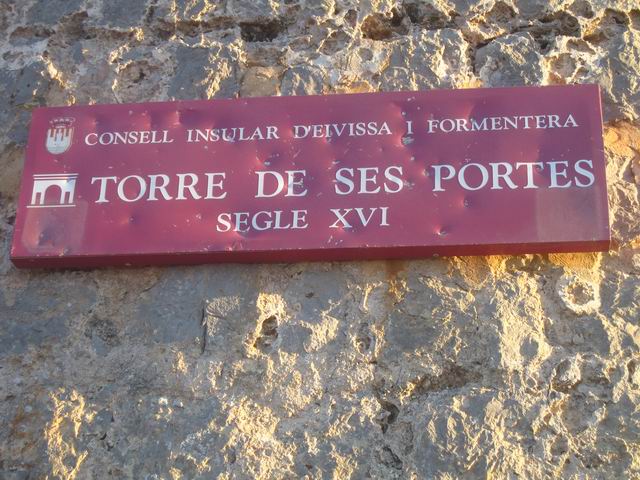 CONSELL INSULAR D'EIVISSA I FORMENTERA
TORRE DE SES PORTES
SEGLE XVI